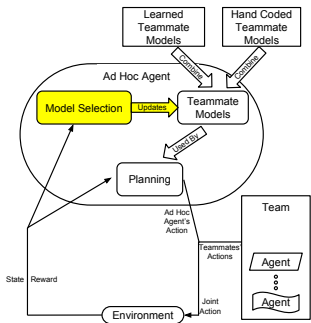 Learned
Teammate
Models
Hand Coded
Teammate
Models
Combine
Combine
Ad Hoc Agent
Model Selection
Updates
Teammate
Models
Used By
Planning
Ad Hoc
Agent's
Action
Team
Teammates'
Actions
Agent
Agent
State
Reward
Joint
Action
Environment